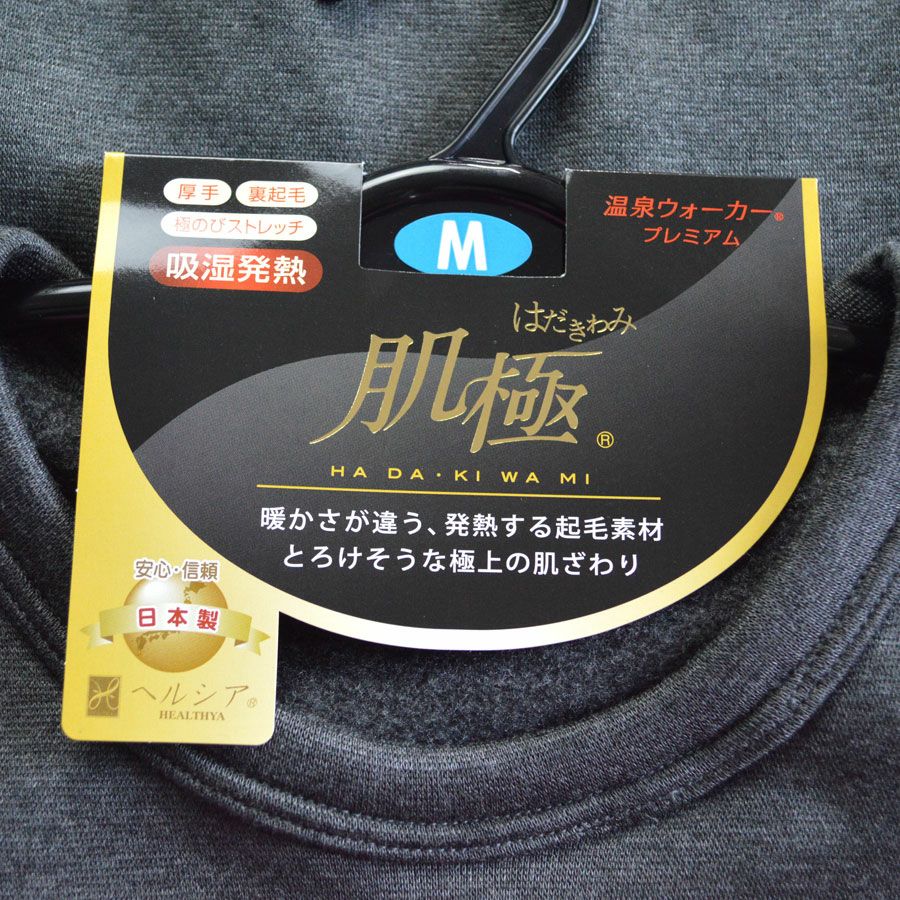 厚手 裏起毛
極のびストレッチ
吸湿発熱
M
温泉ウォーカー®
プレミアム
はだきわみ
肌極®
HA DA・KI WA MI
暖かさが違う、発熱する起毛素材
とろけそうな極上の肌ざわり
安心・信頼
日本製
ヘルシア®
HEALTHYA